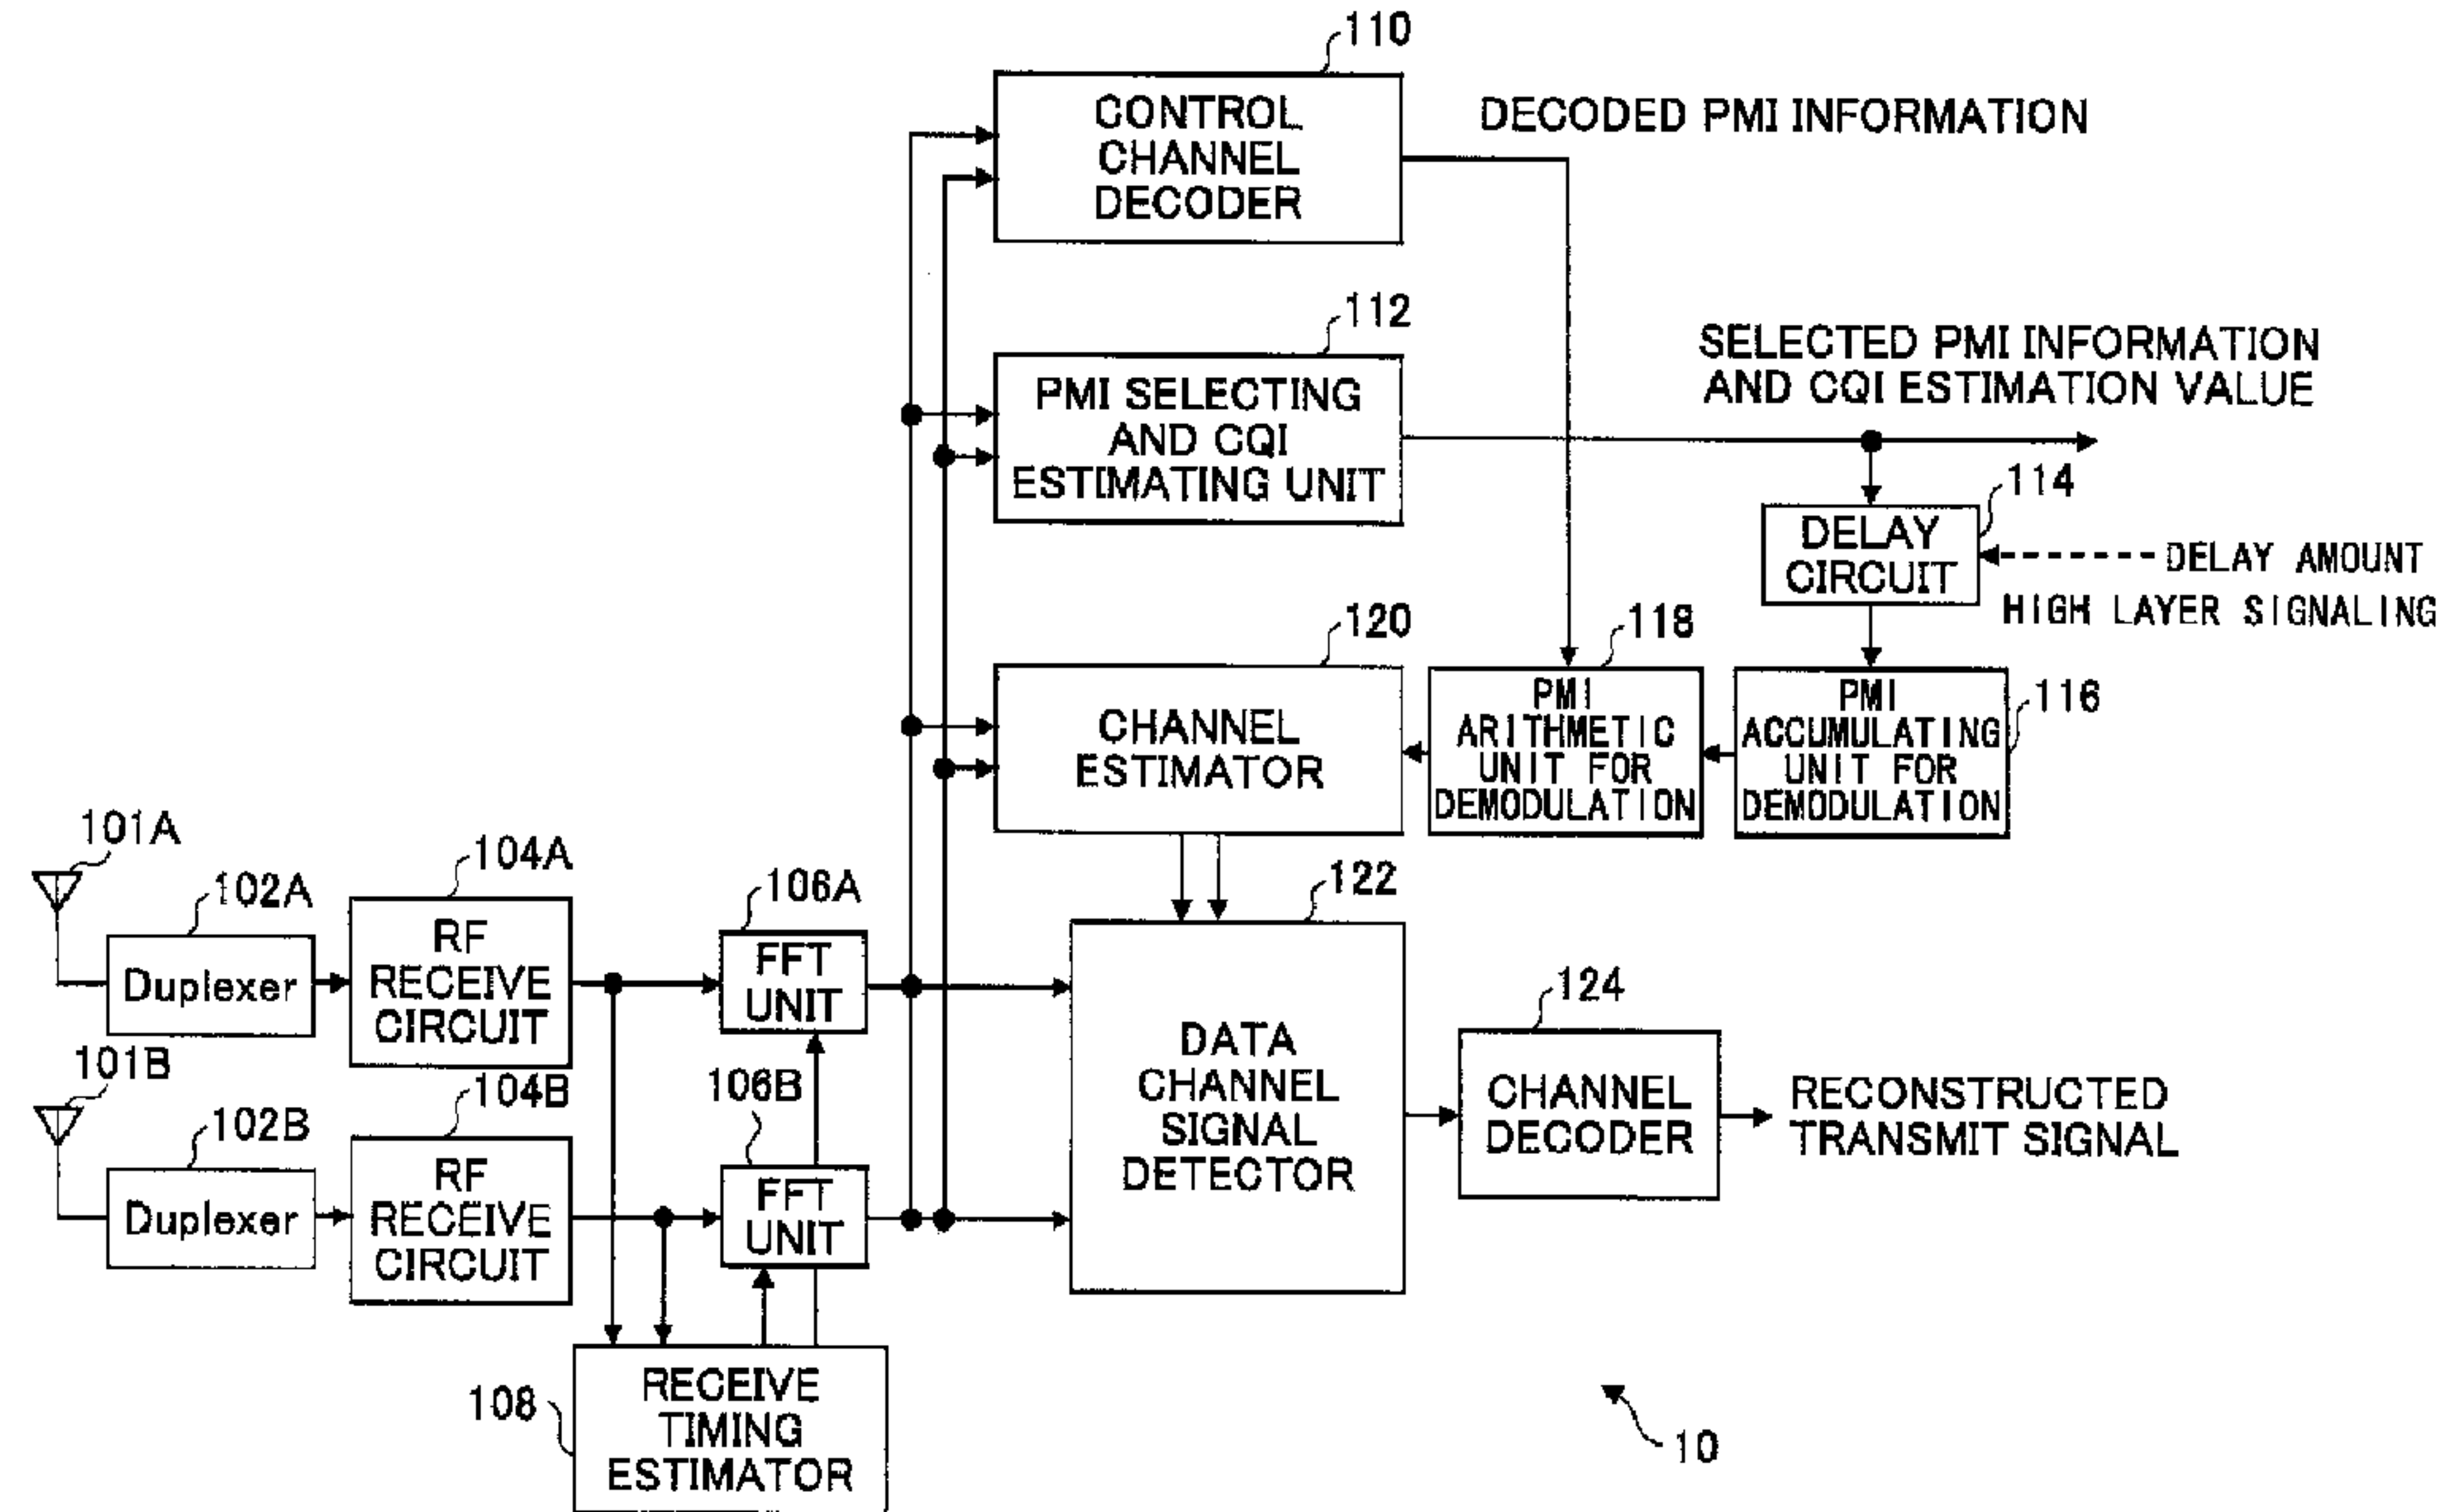 110
CONTROL
CHANNEL
DECODER
DECODED PMI INFORMATION
112
PMI SELECTING
AND CQI
ESTIMATING UNIT
SELECTED PMI INFORMATION
AND CQI ESTIMATION VALUE
114
DELAY
CIRCUIT
DELAY AMOUNT
HIGH LAYER SIGNALING
120
CHANNEL
ESTIMATOR
118
PMI
ARITHMETIC
UNIT FOR
DEMODULATION
PMI
ACCUMULATING
UNIT FOR
DEMODULATION
116
101A
102A
Duplexer
104A
RF
RECEIVE
CIRCUIT
106A
FFT
UNIT
122
DATA
CHANNEL
SIGNAL
DETECTOR
124
CHANNEL
DECODER
RECONSTRUCTED
TRANSMIT SIGNAL
101B
102B
Duplexer
104B
RF
RECEIVE
CIRCUIT
106B
FFT
UNIT
108
RECEIVE
TIMING
ESTIMATOR
10